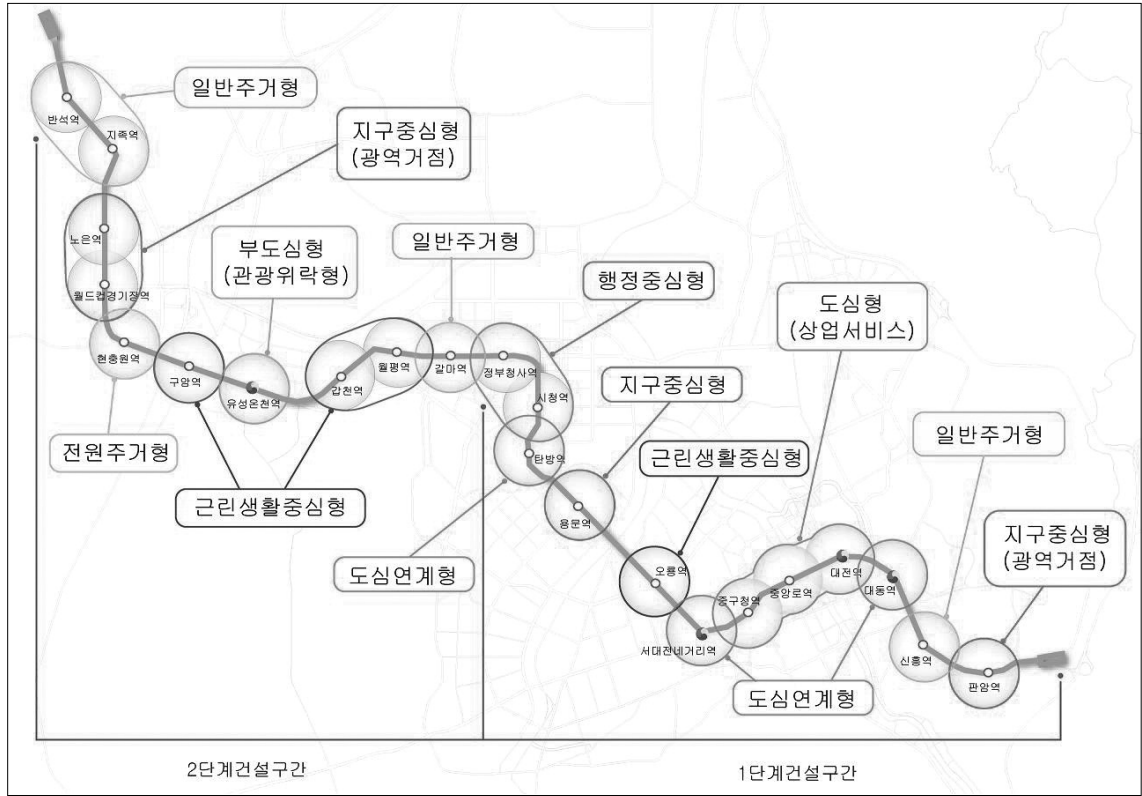 일반주거형
반석역
지족역
지구중심형
(광역거점)
노은역
월드컵경기장역
부도심형
(관광위락형)
일반주거형
행정중심형
도심형
(상업서비스)
현충원역
구암역
유성온천역
갑천역
월평역
갈마역
정부청사역
시청역
지구중심형
전원주거형
근린생활중심형
탄방역
근린생활중심형
일반주거형
용문역
도심연계형
오룡역
지구중심형
(광역거점)
서대전네거리역
중구청역
중앙로역
대전역
대동역
신흥역
판암역
도심연계형
2단계건설구간
1단계건설구간